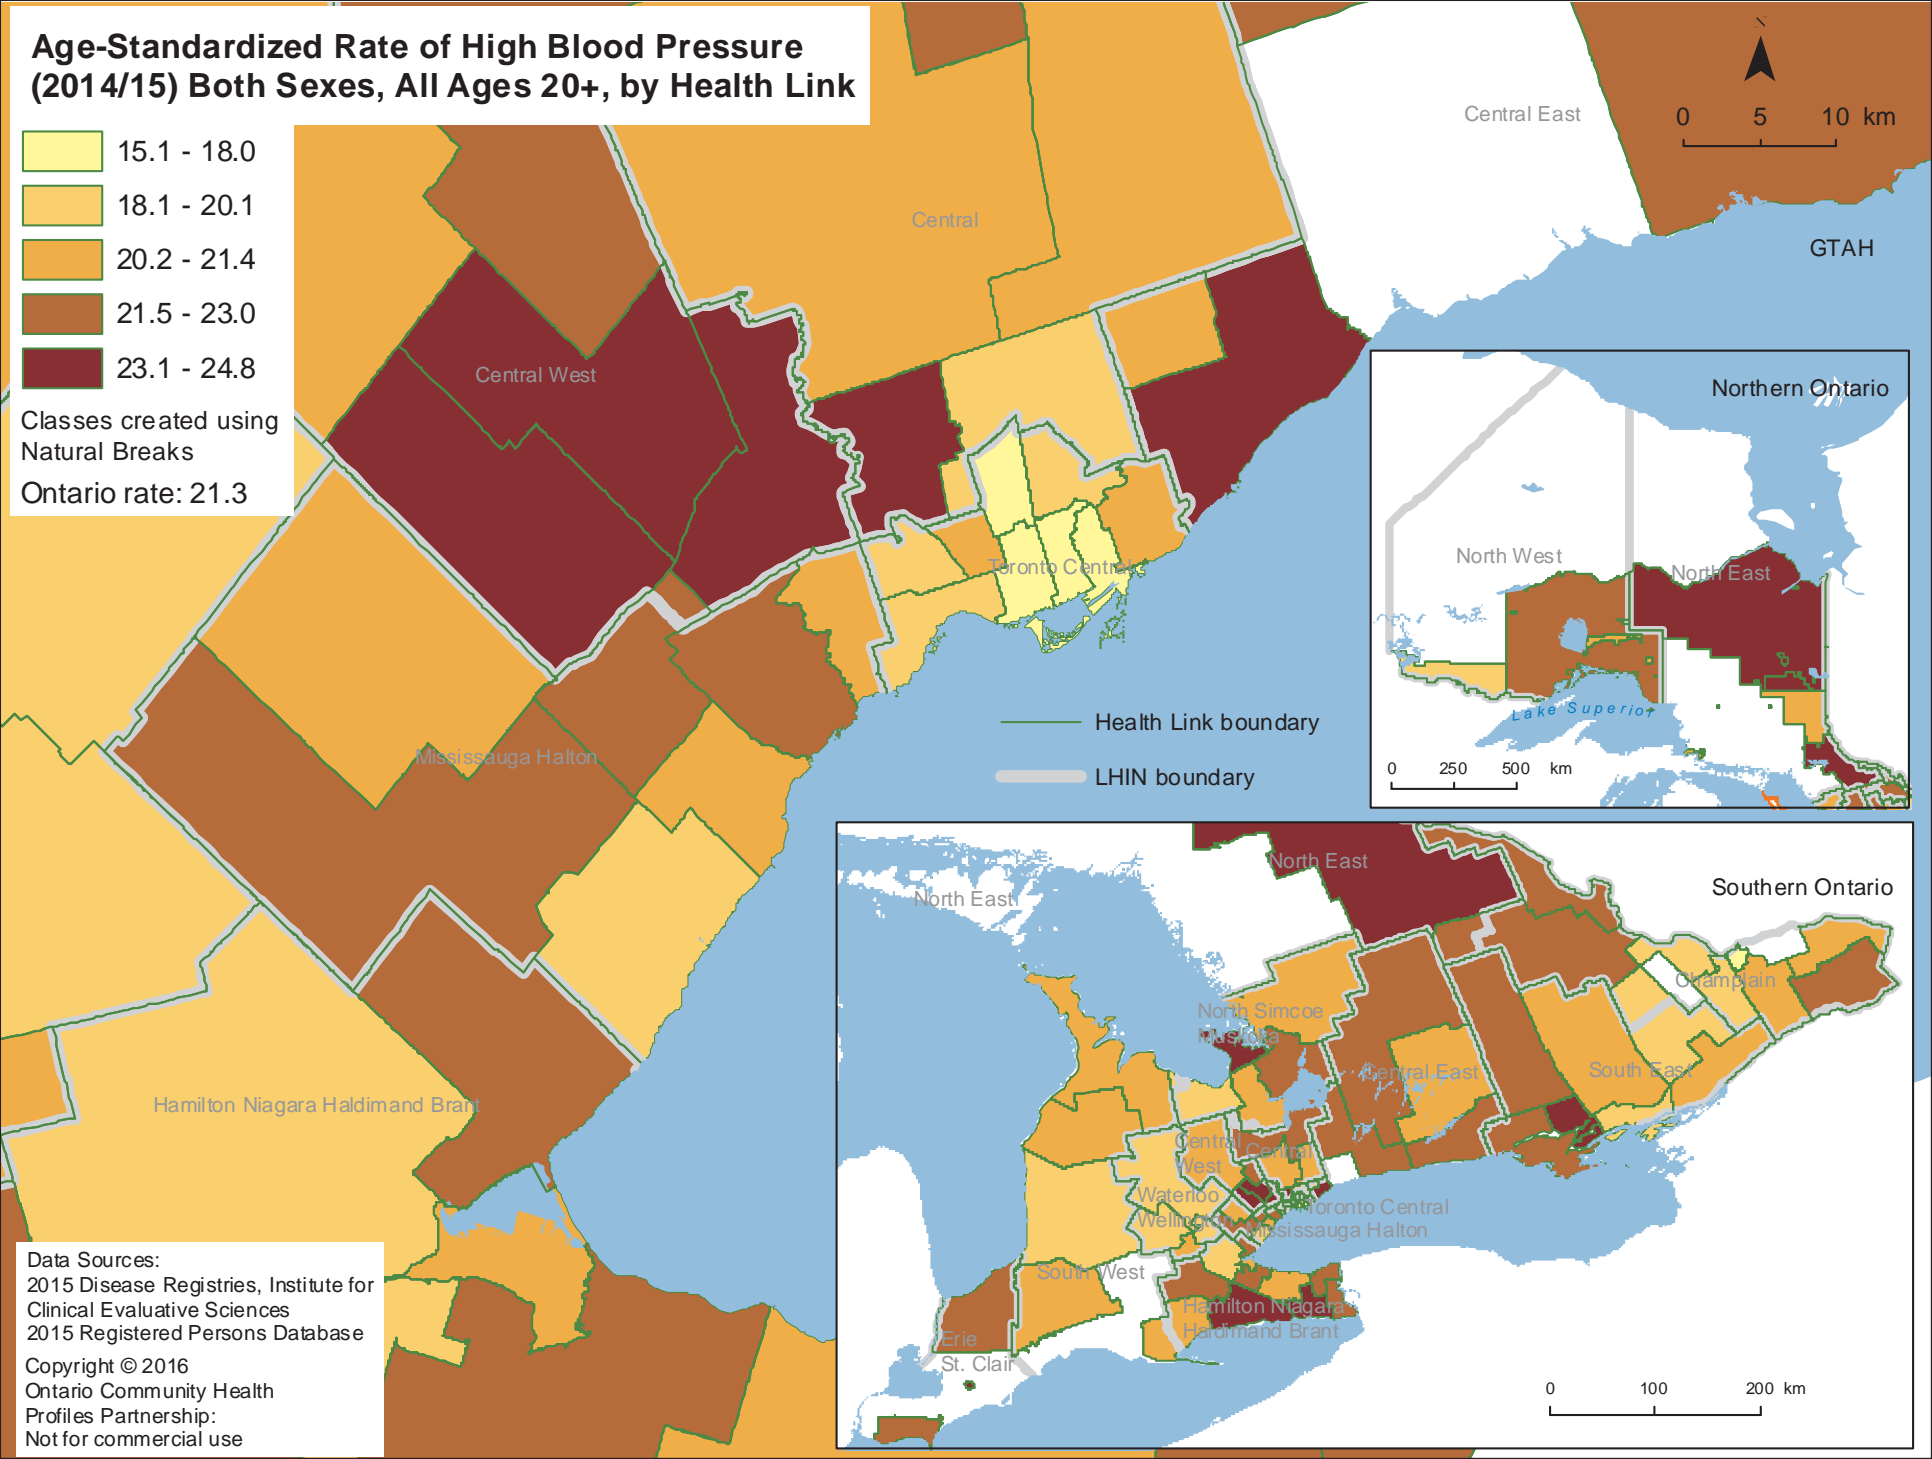 Age-Standardized Rate of High Blood Pressure
(2014/15) Both Sexes, All Ages 20+, by Health Link
15.1 - 18.0
18.1 - 20.1
20.2 - 21.4
21.5 - 23.0
23.1 - 24.8
Classes created using
Natural Breaks
Ontario rate: 21.3
N
0 5 10 km
GTAH
Central East
Central
Central West
Toronto Central
Mississauga Halton
Hamilton Niagara Haldimand Brant
Health Link boundary
LHIN boundary
Northern Ontario
North West
North East
Lake Superior
0 250 500 km
Southern Ontario
North East
North East
North Simcoe
Muskoka
Champlain
Central East
South East
Central
West
Central
Waterloo
Wellington
Toronto Central
Mississauga Halton
South West
Hamilton Niagara
Haldimand Brant
Erie
St. Clair
0 100 200 km
Data Sources:
2015 Disease Registries, Institute for
Clinical Evaluative Sciences
2015 Registered Persons Database
Copyright © 2016
Ontario Community Health
Profiles Partnership:
Not for commercial use